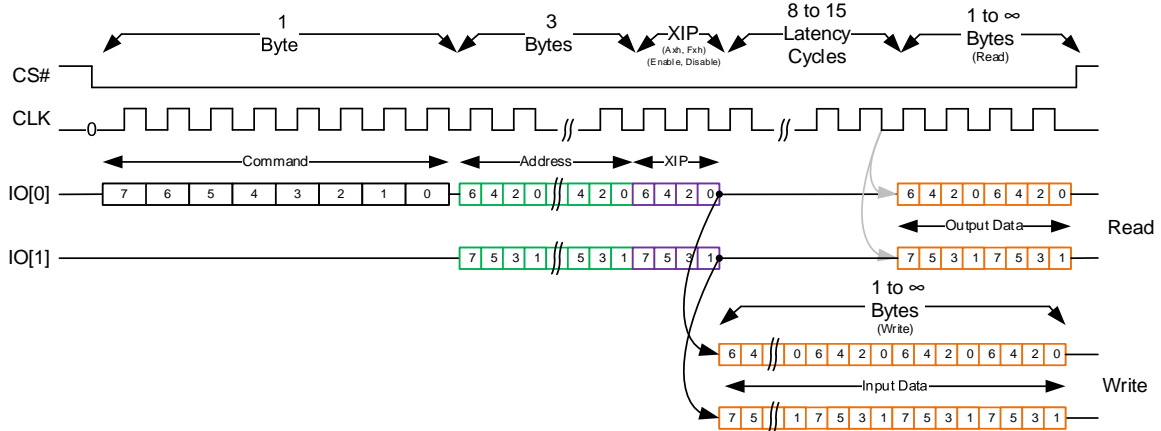 1 Byte
3 Bytes
XIP
(Axh, Fxh)
(Enable, Disable)
8 to 15 Latency Cycles
1 to ∞ Bytes
(Read)
CS#
CLK 0
Command Address XIP
IO[0] 7 6 5 4 3 2 1 0 6 4 2 0 4 2 0 6 4 2 0 6 4 2 0 6 4 2 0
Output Data Read
IO[1] 7 5 3 1 5 3 1 7 5 3 1 7 5 3 1 7 5 3 1
1 to ∞ Bytes
(Write)
6 4 0 6 4 2 0 6 4 2 0 6 4 2 0
Input Data Write
7 5 1 7 5 3 1 7 5 3 1 7 5 3 1